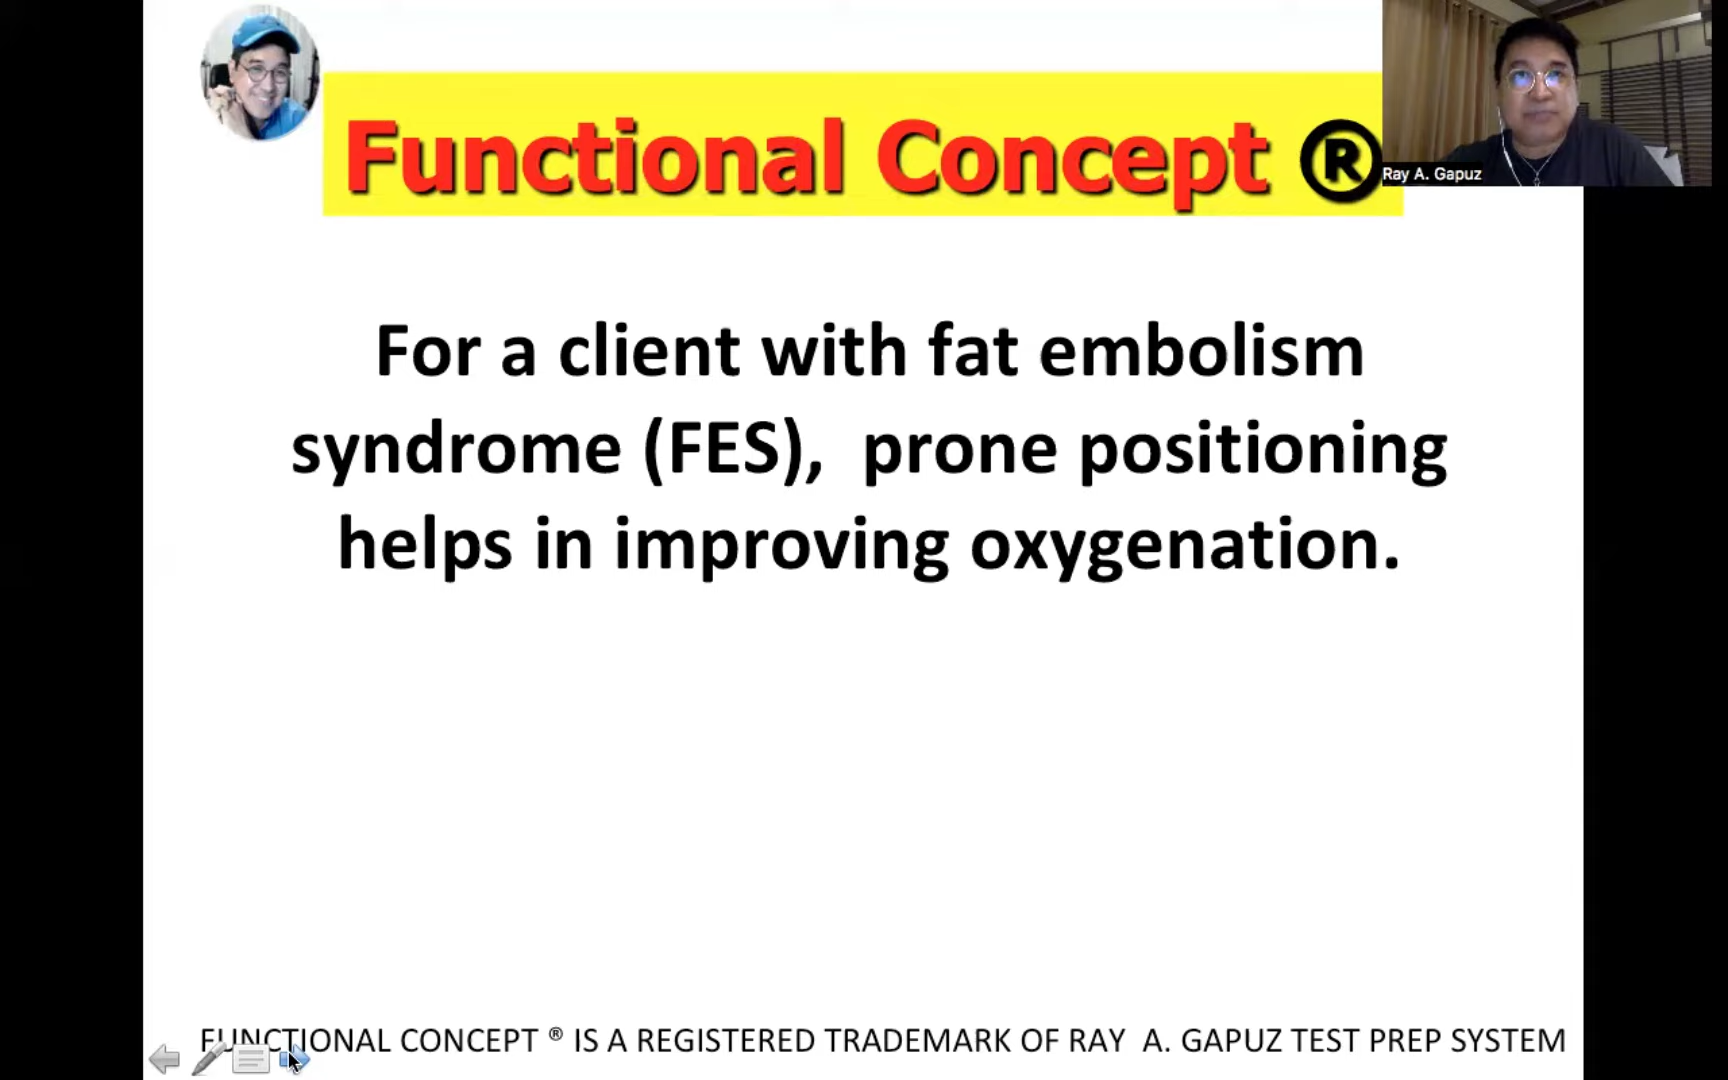 Functional Concept ®
Ray A. Gapuz
For a client with fat embolism
syndrome (FES),  prone positioning
helps in improving oxygenation.
FUNCTIONAL CONCEPT ® IS A REGISTERED TRADEMARK OF RAY  A. GAPUZ TEST PREP SYSTEM